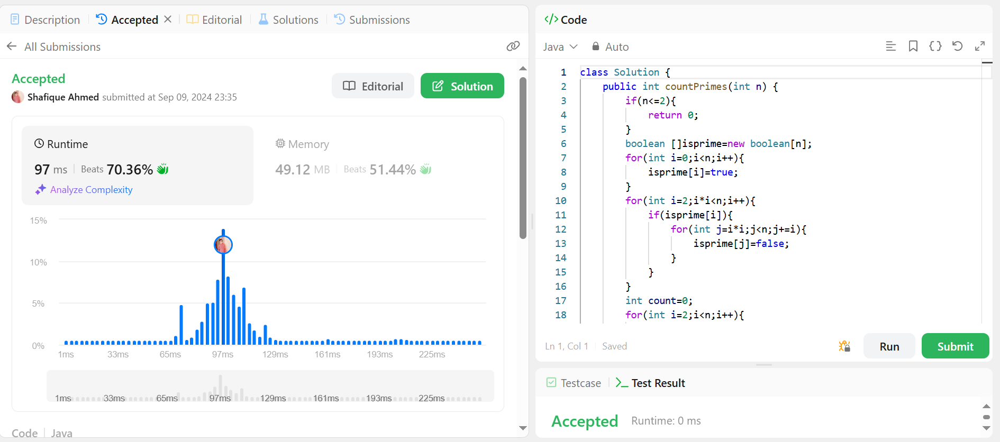 Description
Accepted
Editorial
Solutions
Submissions
All Submissions
Accepted
Shafique Ahmed submitted at Sep 09, 2024 23:35
Editorial
Solution
Runtime
97 ms Beats 70.36%
Analyze Complexity
Memory
49.12 MB Beats 51.44%
15%
10%
5%
0%
1ms 33ms 65ms 97ms 129ms 161ms 193ms 225ms
1ms 33ms 65ms 97ms 129ms 161ms 193ms 225ms
Code Java
</> Code
Java Auto
1 class Solution {
2 public int countPrimes(int n) {
3 if(n<=2){
4 return 0;
5 }
6 boolean []isprime=new boolean[n];
7 for(int i=0;i<n;i++){
8 isprime[i]=true;
9 }
10 for(int i=2;i*i<n;i++){
11 if(isprime[i]){
12 for(int j=i*i;j<n;j+=i){
13 isprime[j]=false;
14 }
15 }
16 }
17 int count=0;
18 for(int i=2;i<n;i++){
Ln 1, Col 1 Saved
Run
Submit
Testcase
Test Result
Accepted Runtime: 0 ms